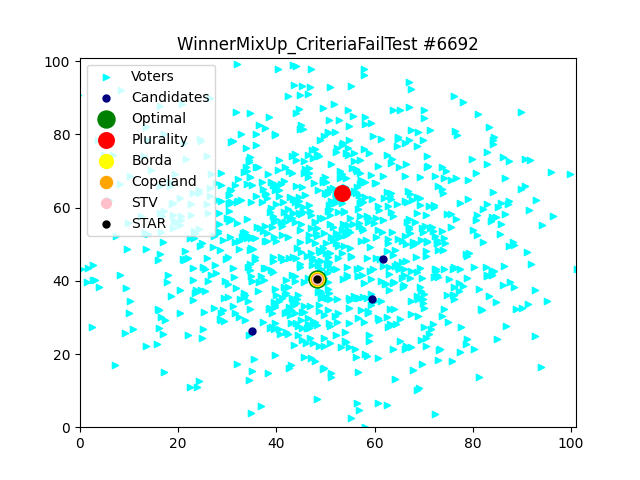 WinnerMixUp_CriteriaFailTest #6692
Voters
Candidates
Optimal
Plurality
Borda
Copeland
STV
STAR
100
80
60
40
20
0
0 20 40 60 80 100